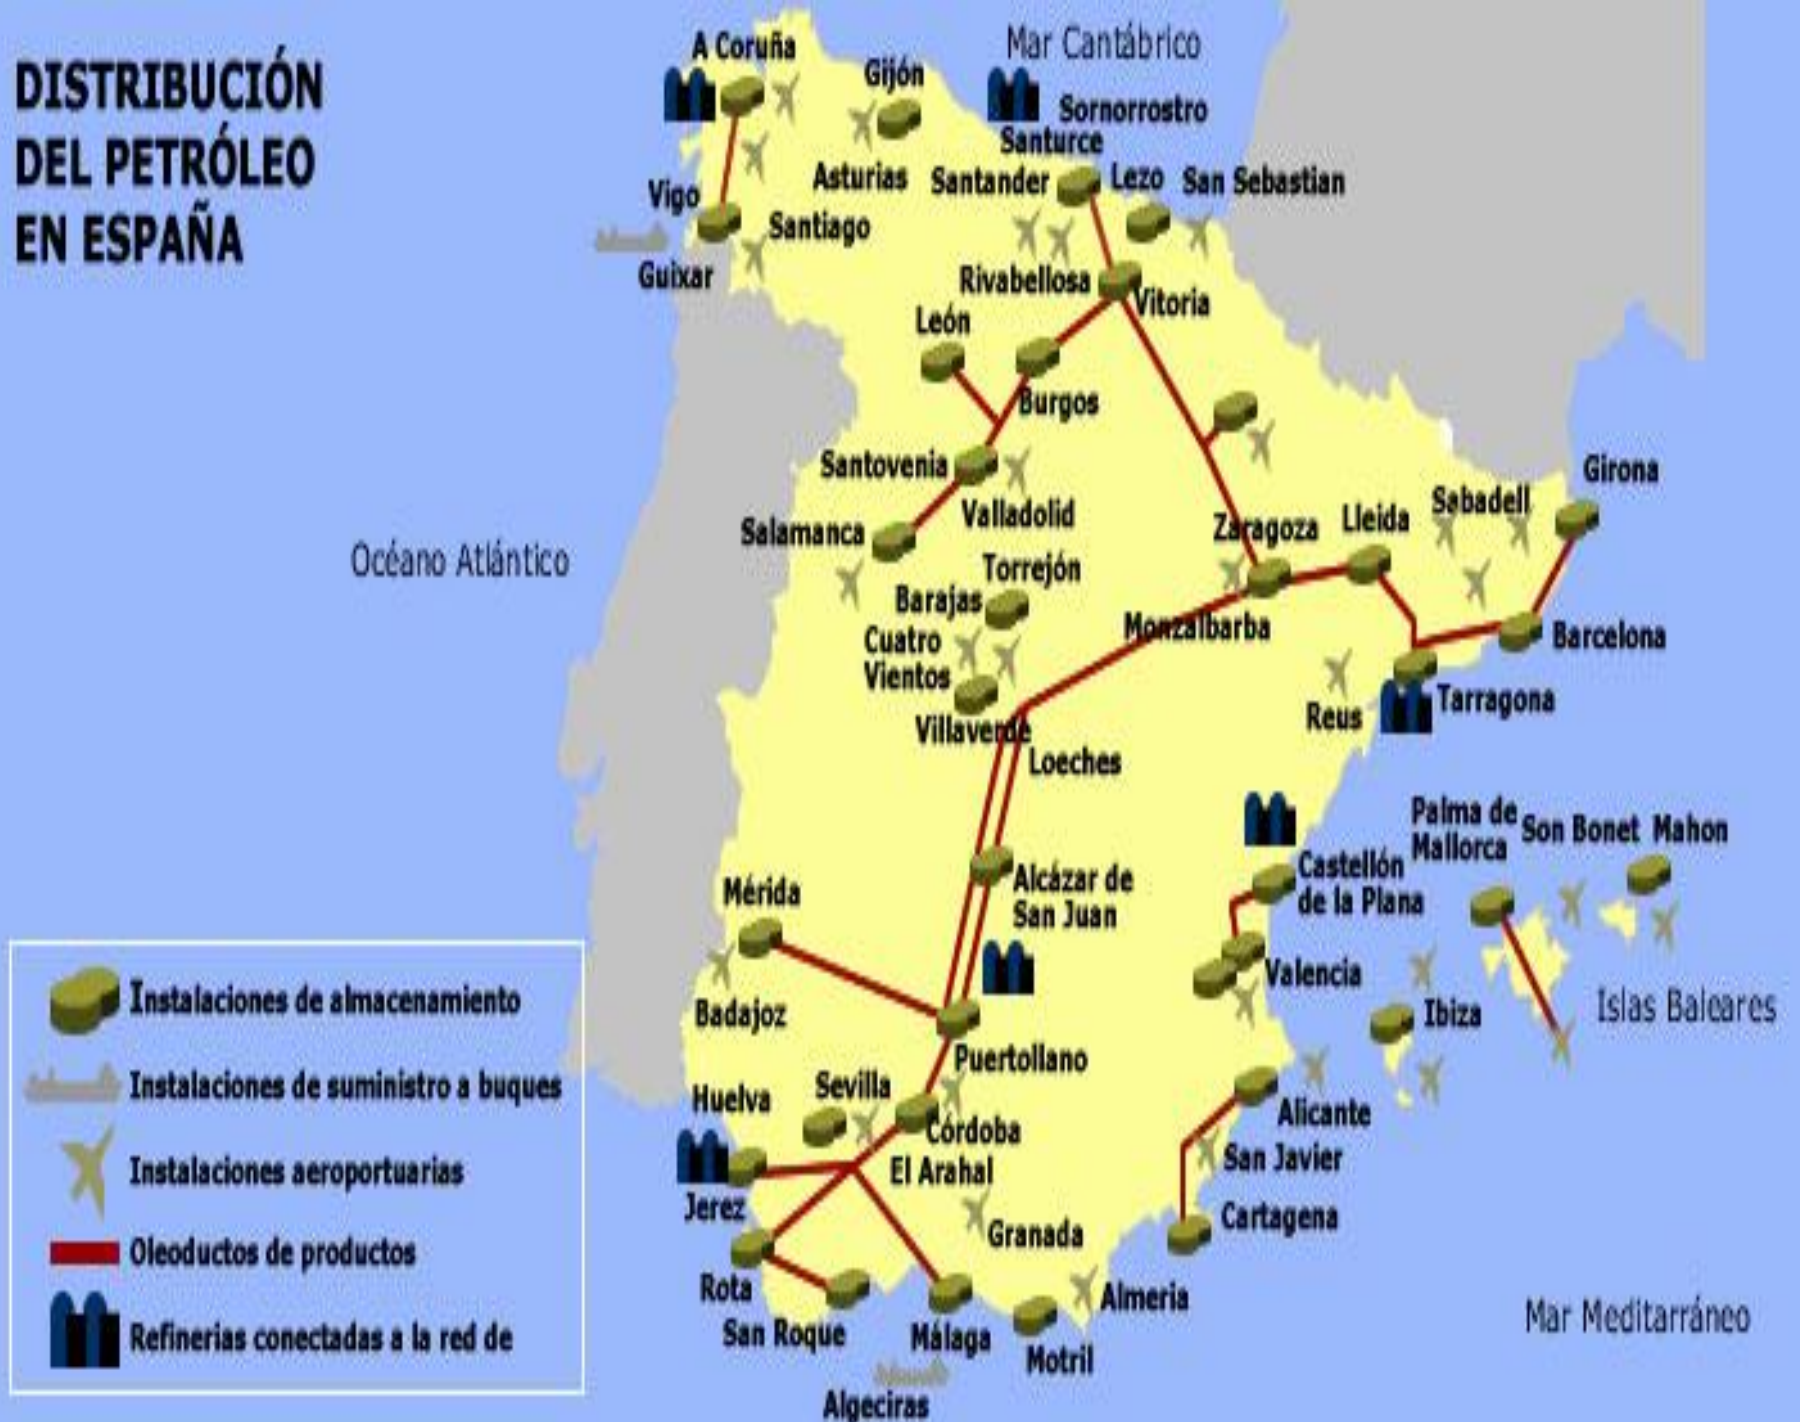 DISTRIBUCIÓN
DEL PETRÓLEO
EN ESPAÑA
Mar Cantábrico
A Coruña
Gijón
Sornorrostro
Santurce
Asturias
Santander
Lezo
San Sebastian
Vigo
Santiago
Guixar
Rivabellosa
Vitoria
León
Burgos
Santovenia
Valladolid
Salamanca
Girona
Sabadell
Lleida
Zaragoza
Océano Atlántico
Torrejón
Barajas
Cuatro
Vientos
Monzalbarba
Barcelona
Villaverde
Loeches
Reus
Tarragona
Palma de
Mallorca
Son Bonet
Mahon
Castellón
de la Plana
Alcázar de
San Juan
Mérida
Valencia
Badajoz
Ibiza
Islas Baleares
Puertollano
Sevilla
Huelva
Córdoba
El Arahal
Alicante
San Javier
Jerez
Granada
Cartagena
Rota
Almeria
San Roque
Málaga
Motril
Algeciras
Mar Meditarráneo
Instalaciones de almacenamiento
Instalaciones de suministro a buques
Instalaciones aeroportuarias
Oleoductos de productos
Refinerias conectadas a la red de